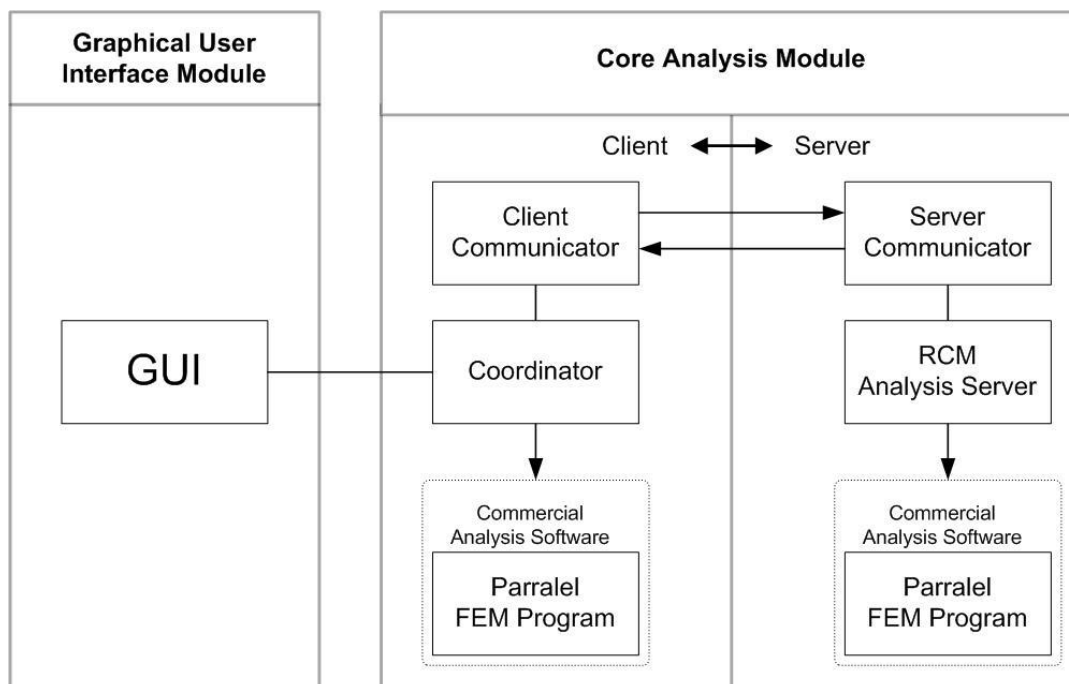 Graphical User
Interface Module
Core Analysis Module
Client
Server
Client
Communicator
Server
Communicator
GUI
Coordinator
RCM
Analysis Server
Commercial
Analysis Software
Parralel
FEM Program
Commercial
Analysis Software
Parralel
FEM Program